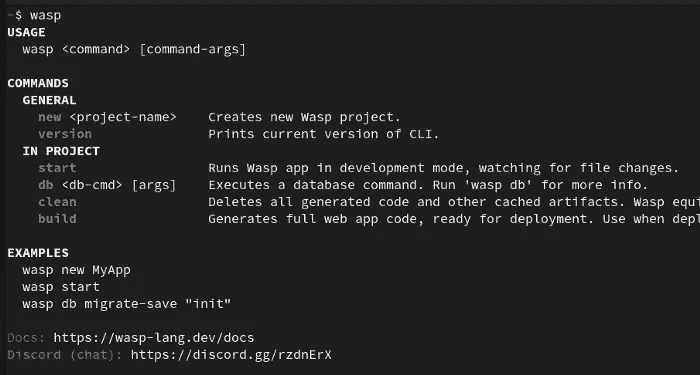 ~$ wasp
USAGE
wasp <command> [command-args]
COMMANDS
GENERAL
new <project-name> Creates new Wasp project.
version Prints current version of CLI.
IN PROJECT
start Runs Wasp app in development mode, watching for file changes.
db <db-cmd> [args] Executes a database command. Run 'wasp db' for more info.
clean Deletes all generated code and other cached artifacts. Wasp equi
build Generates full web app code, ready for deployment. Use when depl
EXAMPLES
wasp new MyApp
wasp start
wasp db migrate-save "init"
Docs: https://wasp-lang.dev/docs
Discord (chat): https://discord.gg/rzdnErX